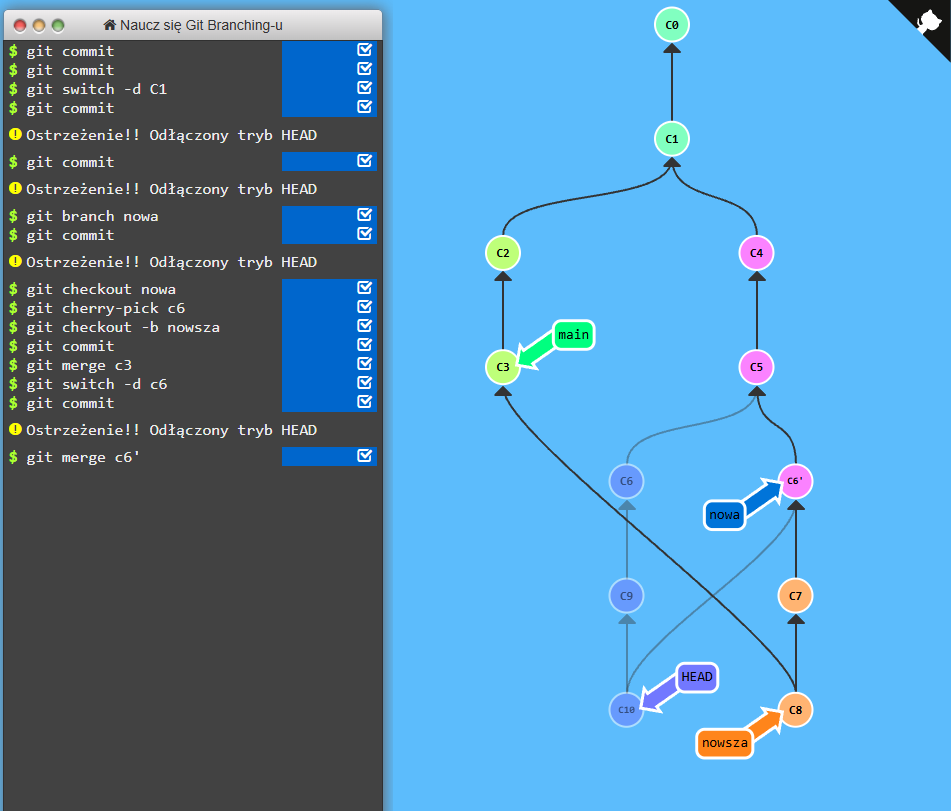 Naucz się Git Branching-u
$ git commit
$ git commit
$ git switch -d C1
$ git commit
! Ostrzeżenie!! Odłączony tryb HEAD
$ git commit
! Ostrzeżenie!! Odłączony tryb HEAD
$ git branch nowa
$ git commit
! Ostrzeżenie!! Odłączony tryb HEAD
$ git checkout nowa
$ git cherry-pick c6
$ git checkout -b nowsza
$ git commit
$ git merge c3
$ git switch -d c6
$ git commit
! Ostrzeżenie!! Odłączony tryb HEAD
$ git merge c6'
C0
C1
C2
C4
main
C3
C5
C6
C6'
nowa
C9
C7
HEAD
C10
C8
nowsza